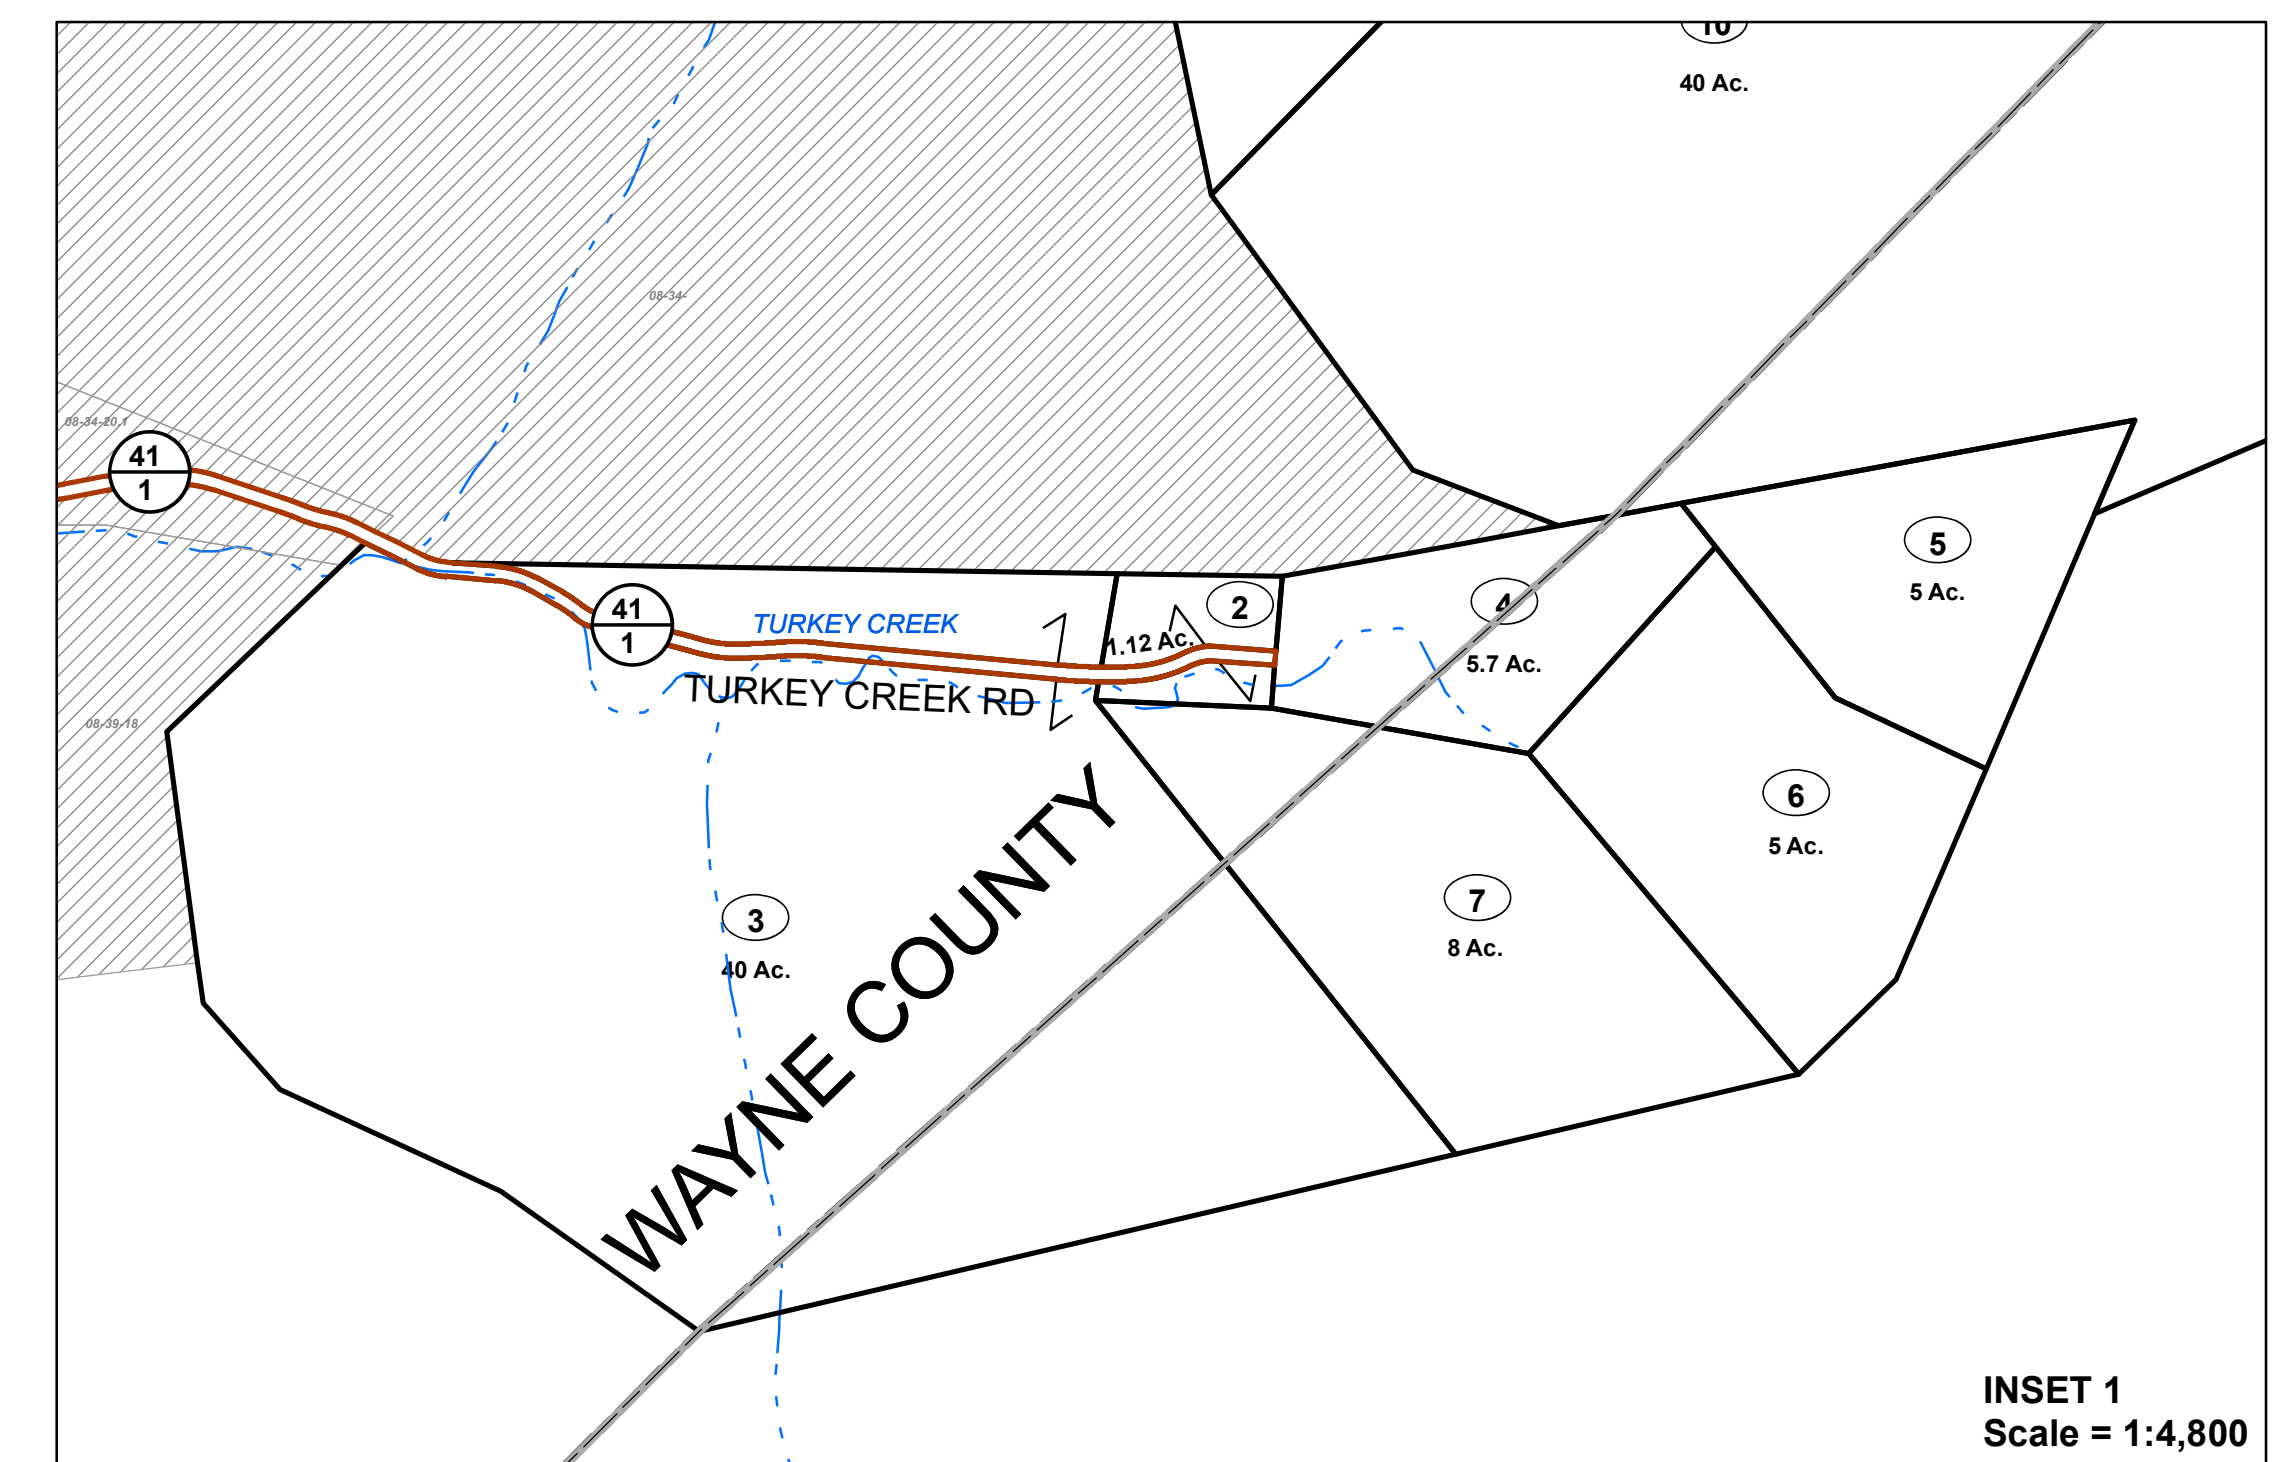 10
40 Ac.
08-34-
08-34-20.1
41
1
5
5 Ac.
41
1
TURKEY CREEK
2
1.12 Ac.
4
5.7 Ac.
TURKEY CREEK RD
08-39-18
6
5 Ac.
3
40 Ac.
7
8 Ac.
WAYNE COUNTY
INSET 1
Scale = 1:4,800